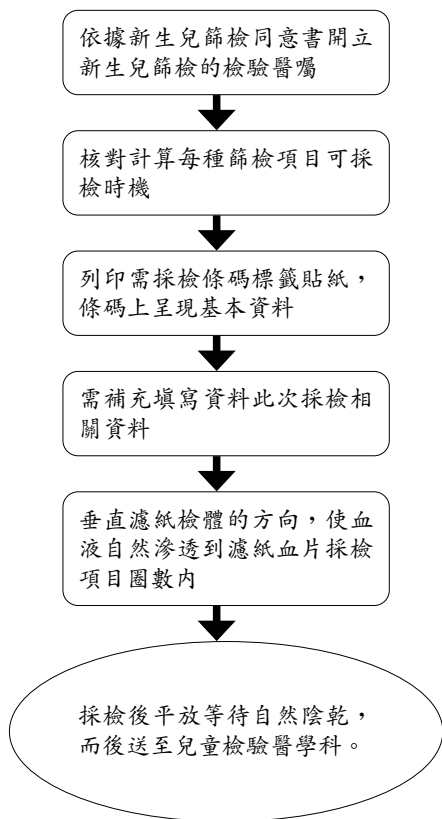 依據新生兒篩檢同意書開立
新生兒篩檢的檢驗醫囑
核對計算每種篩檢項目可採
檢時機
列印需採檢條碼標籤貼紙，
條碼上呈現基本資料
需補充填寫資料此次採檢相
關資料
垂直濾紙檢體的方向，使血
液自然滲透到濾紙血片採檢
項目圈數內
採檢後平放等待自然陰乾，
而後送至兒童檢驗醫學科。